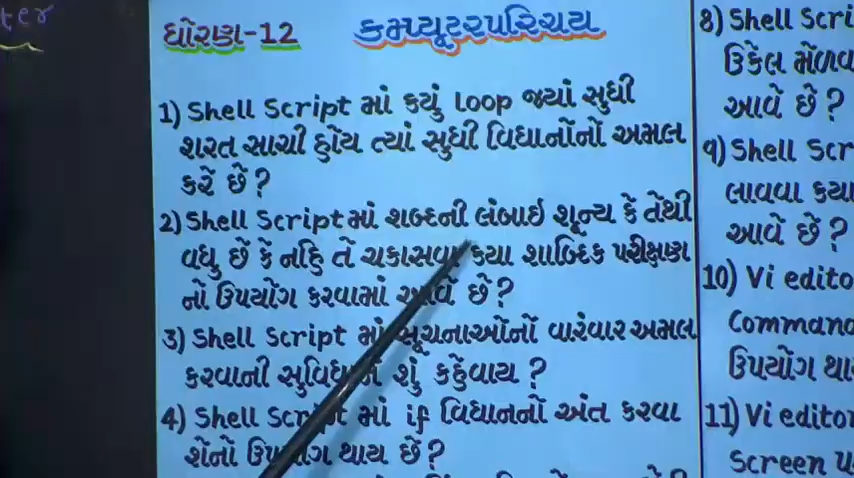 ter
ધોરણ-12 કમ્પ્યૂટરપરિચય
1) Shell Script માં કયું Loop જ્યાં સુધી
શરત સાચી હોય ત્યાં સુધી વિધાનોનો અમલ
કરે છે?
2) Shell Script માં શબ્દની લંબાઇ શૂન્ય કે તેથી
વધુ છે કે નહિ તે ચકાસવા કયા શાબ્દિક પરીક્ષણ
નો ઉપયોગ કરવામાં આવે છે?
3) Shell Script માં સૂચનાઓનો વારંવાર અમલ
કરવાની સુવિધાને શું કહેવાય?
4) Shell Script માં if વિધાનનો અંત કરવા
શેનો ઉપયોગ થાય છે?
8) Shell Scri
ઉકેલ મેળવ
આવે છે?
9) Shell Scr
લાવવા કયા
આવે છે?
10) Vi edito
Comman
ઉપયોગ થા
11) Vi editor
Screen પ